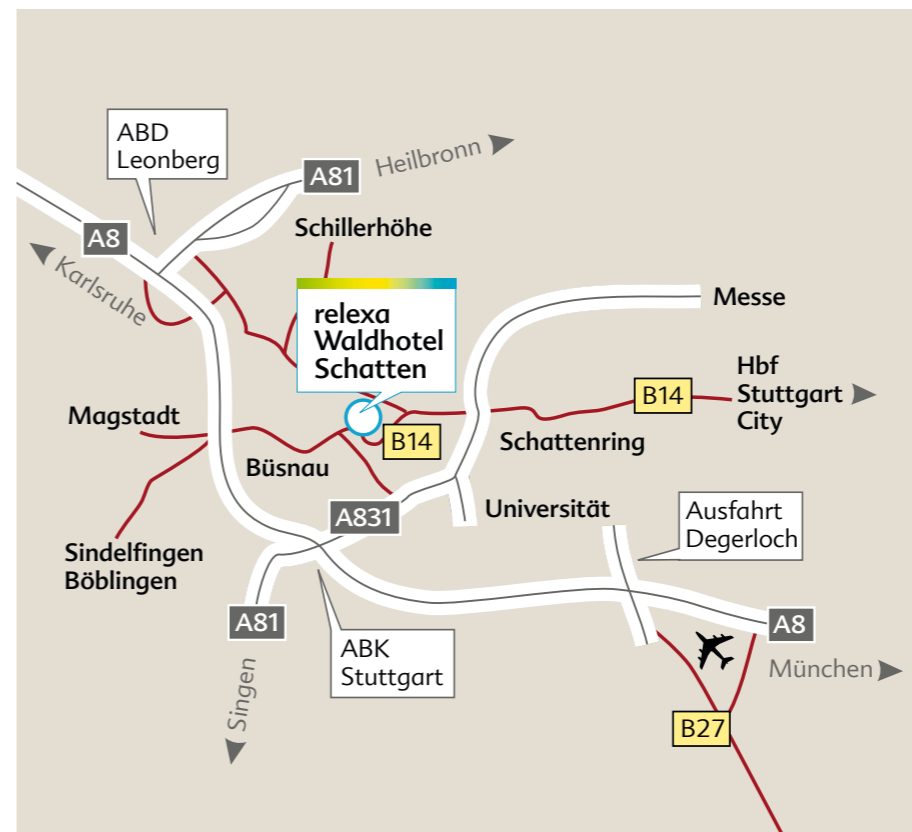 ABD
Leonberg
Heilbronn
A81
A8
Schillerhöhe
Karlsruhe
relexa
Waldhotel
Schatten
Messe
Hbf
Stuttgart
City
B14
Magstadt
B14
Schattenring
Büsnau
A831
Universität
Ausfahrt
Degerloch
Sindelfingen
Böblingen
A81
A8
ABK
Stuttgart
München
Singen
B27